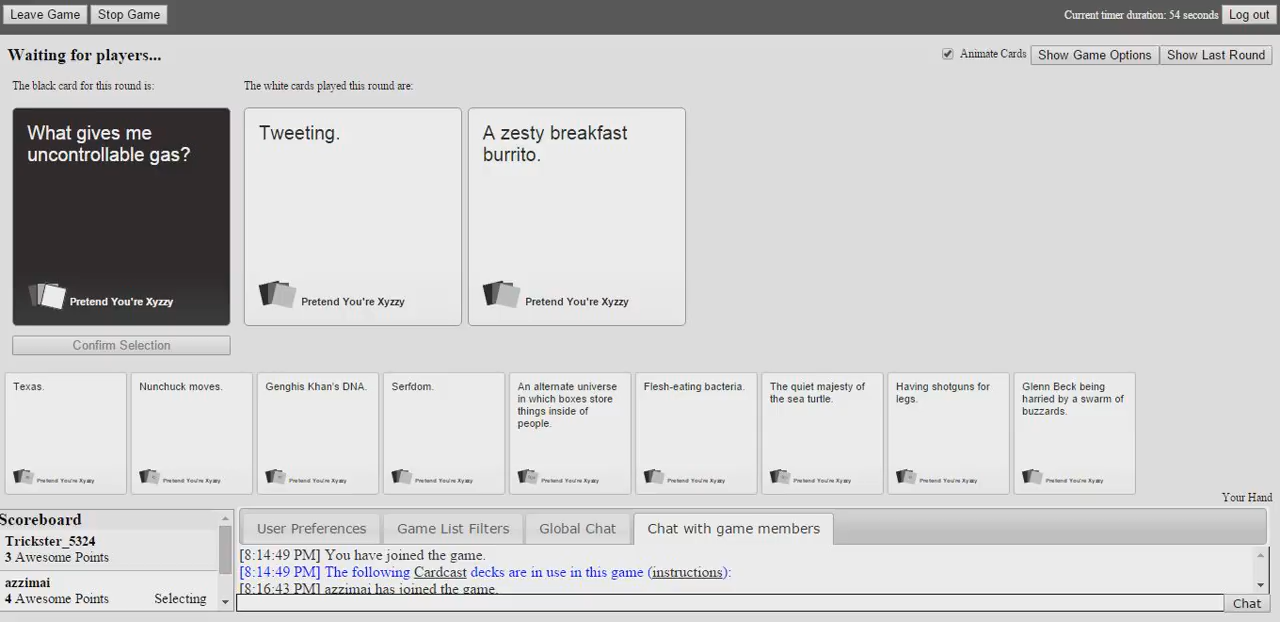 Leave Game
Stop Game
Current timer duration: 54 seconds
Log out
Waiting for players...
Animate Cards
Show Game Options
Show Last Round
The black card for this round is:
The white cards played this round are:
What gives me
uncontrollable gas?
Pretend You're Xyzzy
Tweeting.
Pretend You're Xyzzy
A zesty breakfast
burrito.
Pretend You're Xyzzy
Confirm Selection
Texas.
Pretend You're Xyzzy
Nunchuck moves.
Pretend You're Xyzzy
Genghis Khan's DNA.
Pretend You're Xyzzy
Serfdom.
Pretend You're Xyzzy
An alternate universe
in which boxes store
things inside of
people.
Pretend You're Xyzzy
Flesh-eating bacteria.
Pretend You're Xyzzy
The quiet majesty of
the sea turtle.
Pretend You're Xyzzy
Having shotguns for
legs.
Pretend You're Xyzzy
Glenn Beck being
harried by a swarm of
buzzards.
Pretend You're Xyzzy
Your Hand
Scoreboard
Trickster_5324
3 Awesome Points
azzimai
4 Awesome Points Selecting
User Preferences
Game List Filters
Global Chat
Chat with game members
[8:14:49 PM] You have joined the game.
[8:14:49 PM] The following Cardcast decks are in use in this game (instructions):
[8:16:43 PM] azzimai has joined the game.
Chat